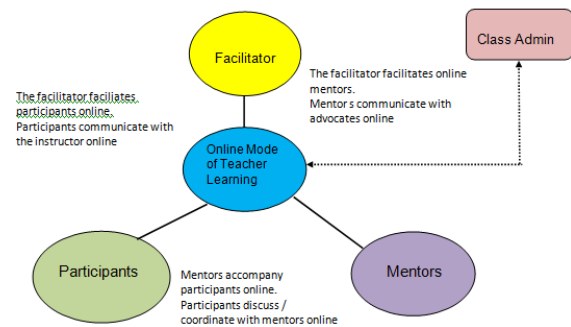 Facilitator
Class Admin
The facilitator faciliates
participants online.
Participants communicate with
the instructor online
The facilitator facilitates online
mentors.
Mentor s communicate with
advocates online
Online Mode
of Teacher
Learning
Participants
Mentors accompany
participants online.
Participants discuss /
coordinate with mentors online
Mentors